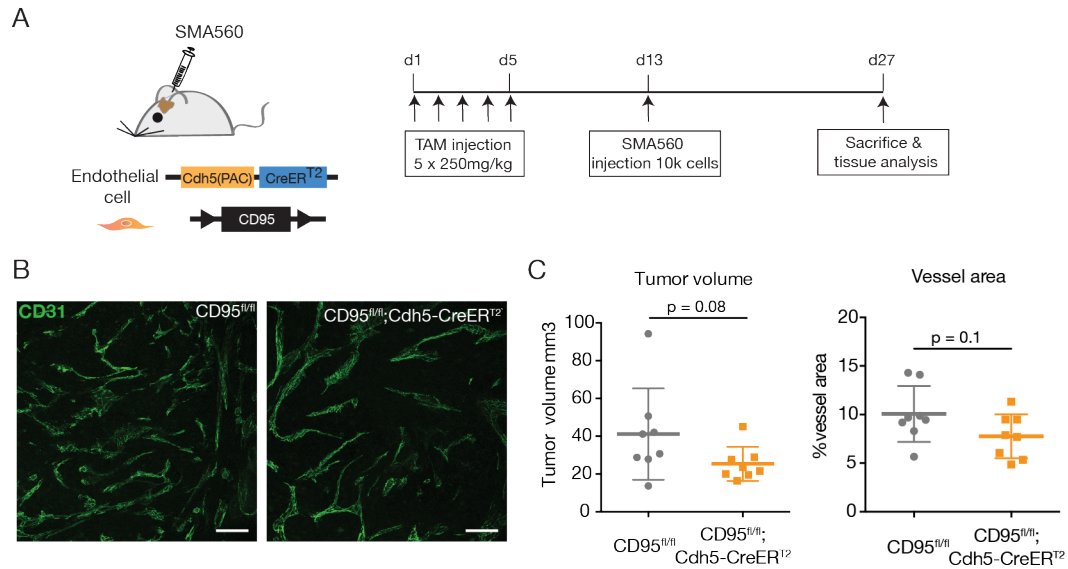 A
SMA560
Endothelial
cell
Cdh5(PAC)
CreERT2
CD95
d1
d5
d13
d27
TAM injection
5 x 250mg/kg
SMA560
injection 10k cells
Sacrifice &
tissue analysis
B
CD31
CD95fl/fl
CD95fl/fl;Cdh5-CreERT2
C
Tumor volume
p = 0.08
Tumor volume mm3
100
80
60
40
20
0
CD95fl/fl
CD95fl/fl;
Cdh5-CreERT2
Vessel area
p = 0.1
% vessel area
20
15
10
5
0
CD95fl/fl
CD95fl/fl;
Cdh5-CreERT2